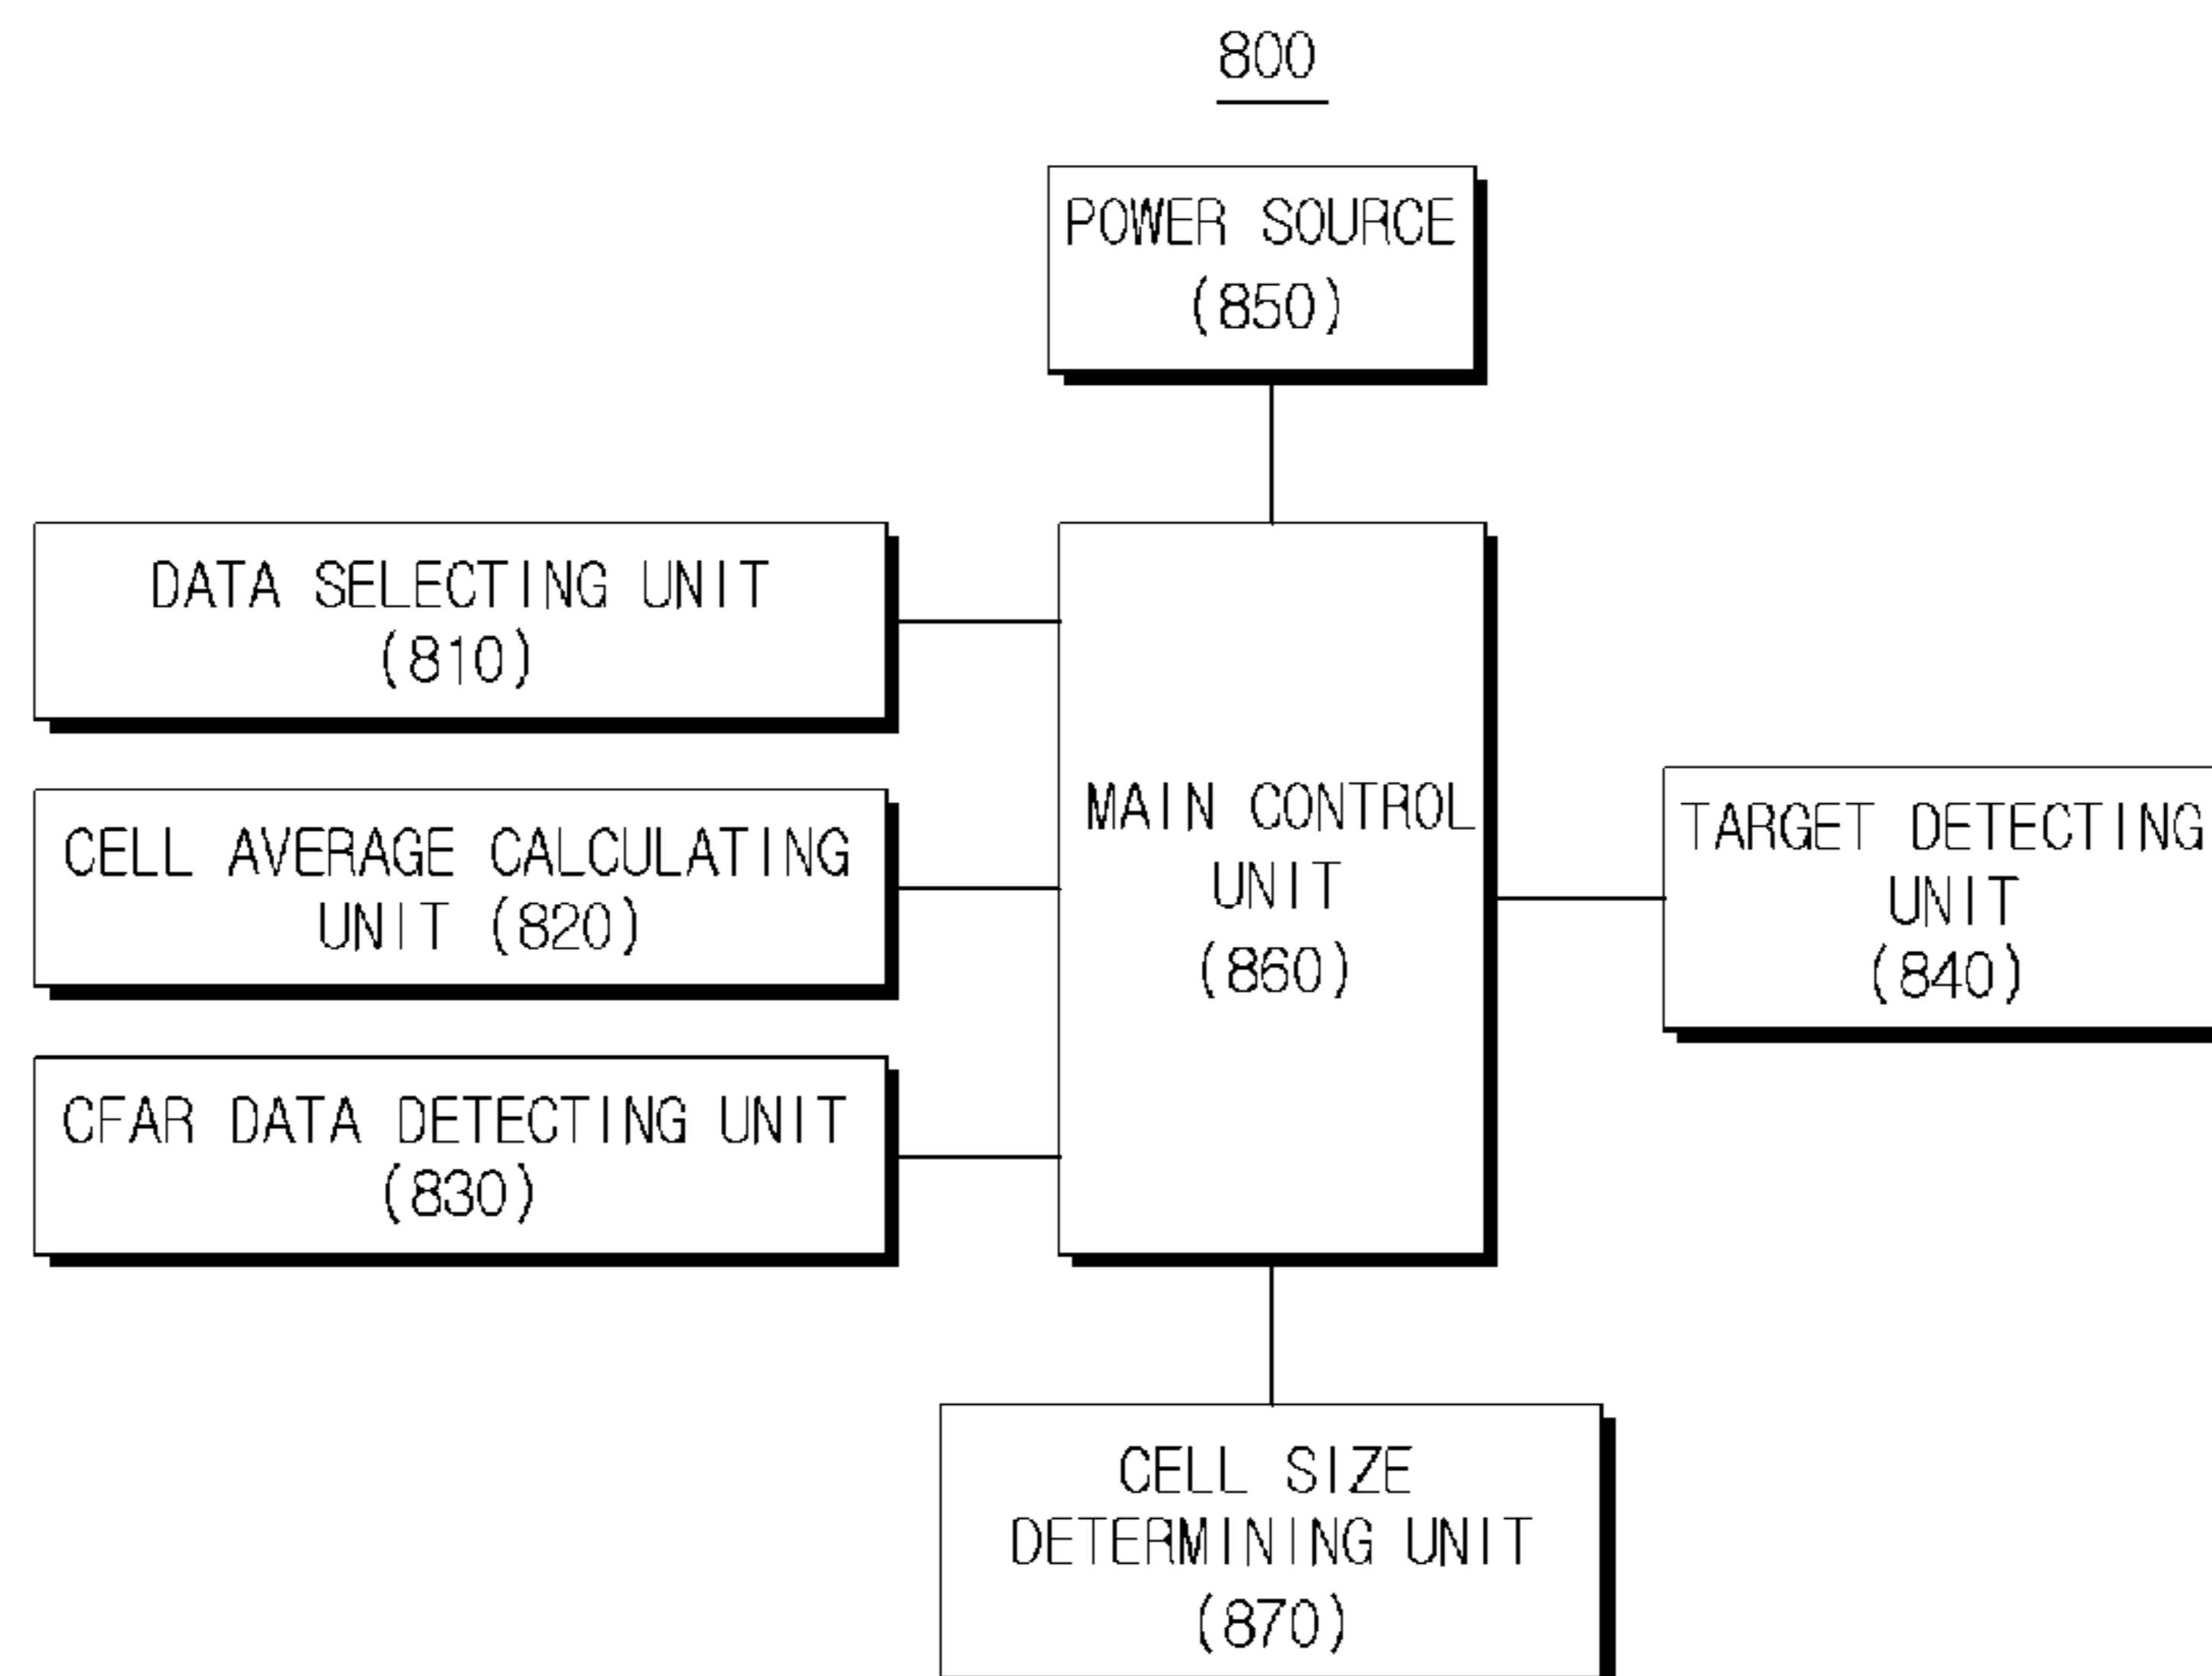 800
POWER SOURCE
(850)
DATA SELECTING UNIT
(810)
CELL AVERAGE CALCULATING
UNIT (820)
CFAR DATA DETECTING UNIT
(830)
MAIN CONTROL
UNIT
(860)
TARGET DETECTING
UNIT
(840)
CELL SIZE
DETERMINING UNIT
(870)